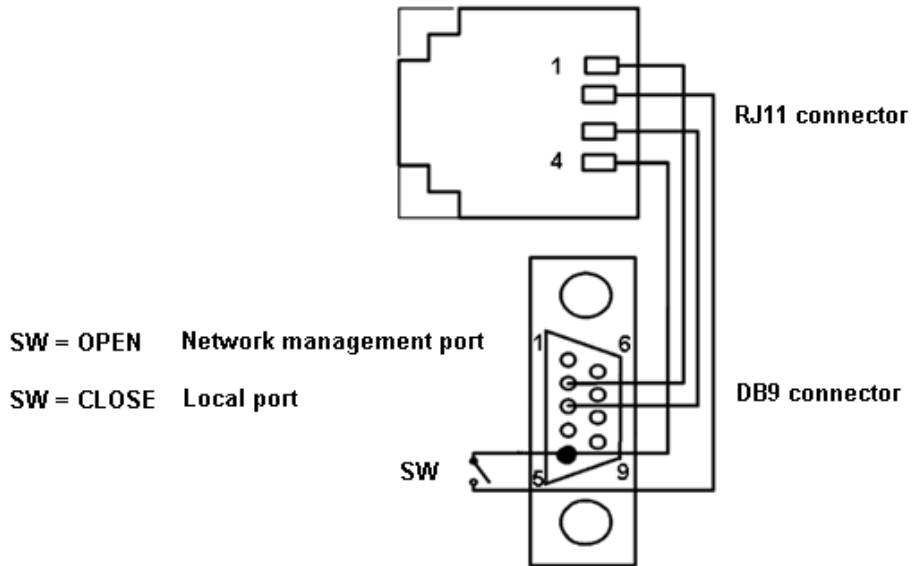 1
4
RJ11 connector
SW = OPEN Network management port
1 6
SW = CLOSE Local port
DB9 connector
SW
5 9